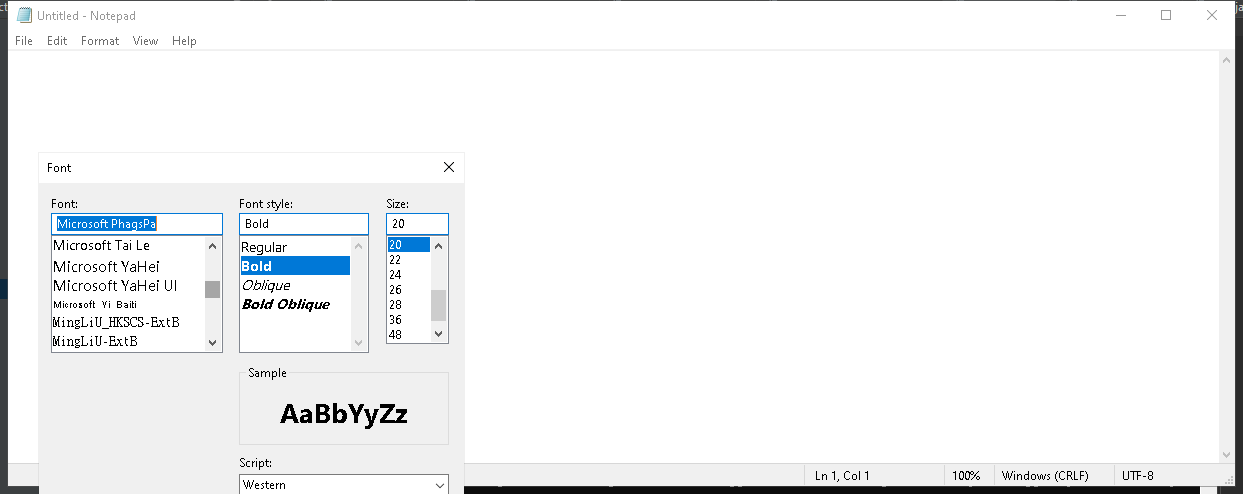 Untitled - Notepad
File Edit Format View Help
Font
Font: Font style: Size:
Microsoft PhagsPa Bold 20
Microsoft Tai Le Regular 20
Microsoft YaHei Bold 22
Microsoft YaHei UI Oblique 24
Microsoft Yi Baiti Bold Oblique 26
MingLiU_HKSCS-ExtB 28
MingLiU-ExtB 36
48
Sample
AaBbYyZz
Script:
Western
Ln 1, Col 1 100% Windows (CRLF) UTF-8